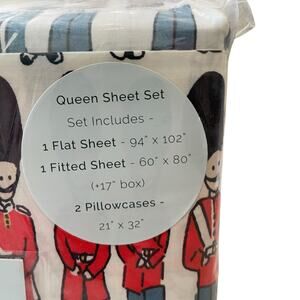 Queen Sheet Set
Set Includes -
1 Flat Sheet - 94" x 102"
1 Fitted Sheet - 60" x 80"
(+17" box)
2 Pillowcases -
21" x 32"